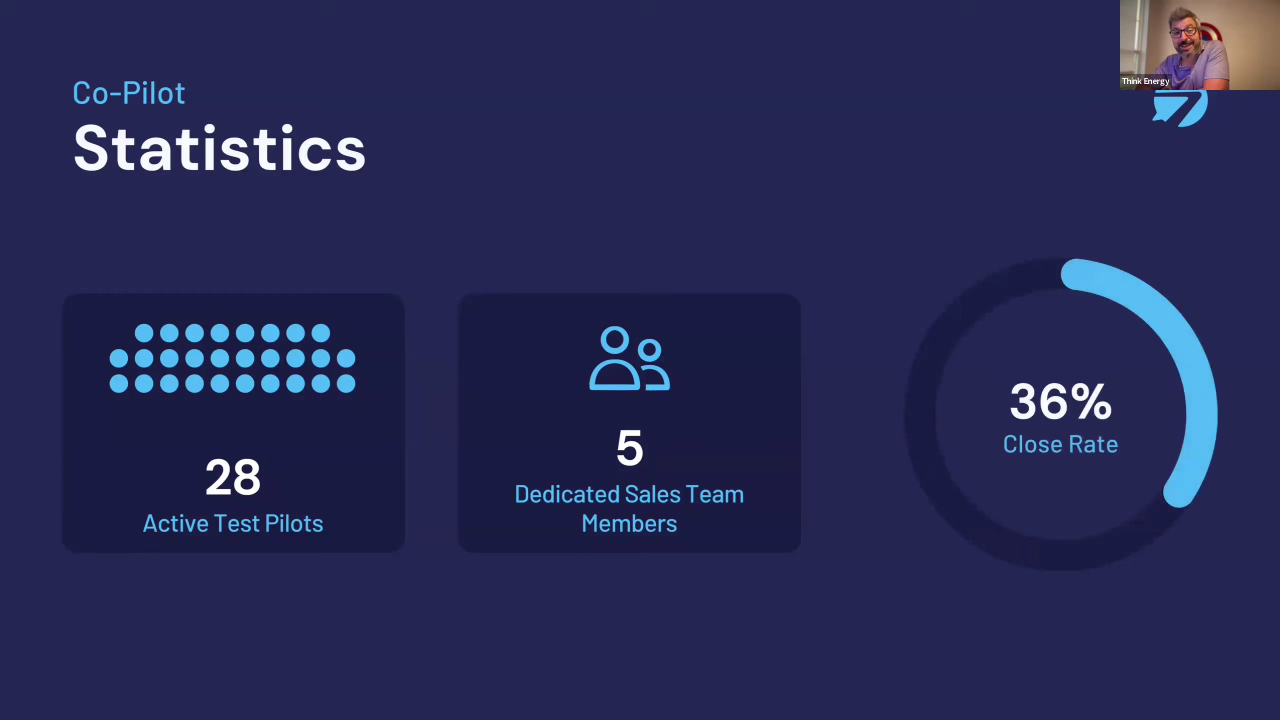 Think Energy
Co-Pilot
Statistics
28
Active Test Pilots
5
Dedicated Sales Team
Members
36%
Close Rate